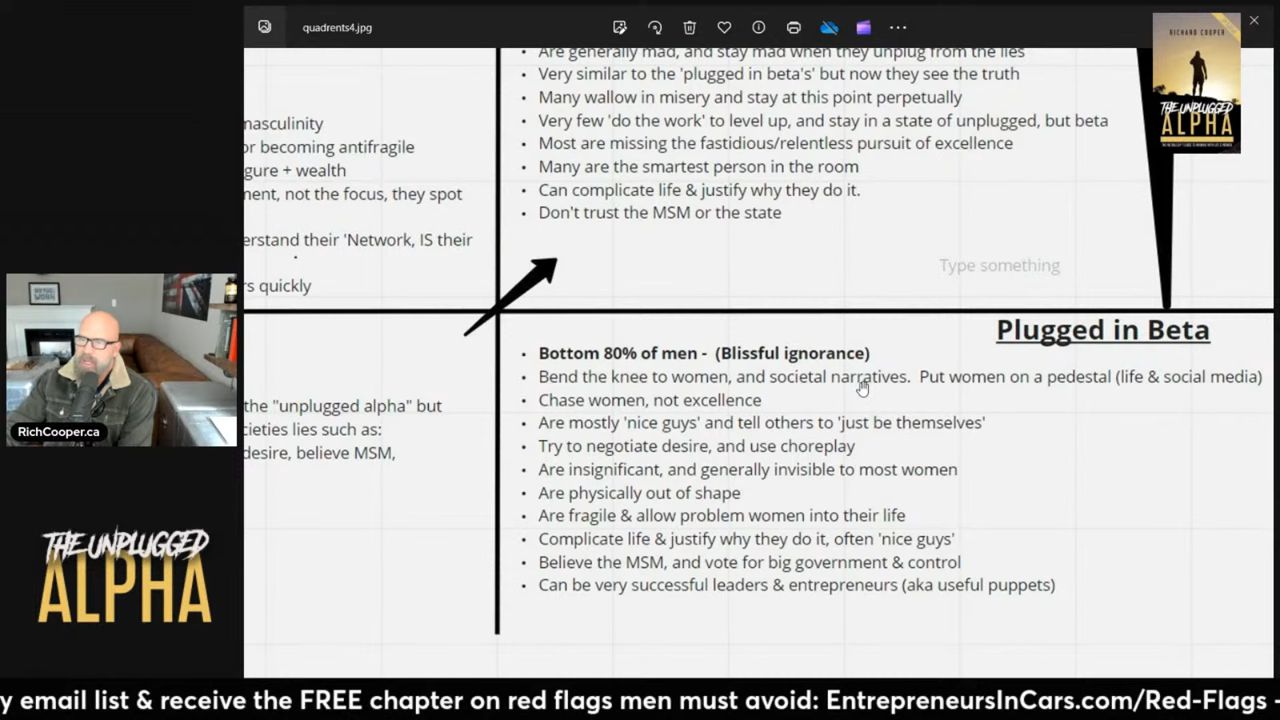 quadrents4.jpg
RICHARD COOPER
THE UNPLUGGED
ALPHA
masculinity
or becoming antifragile
gure + wealth
nent, not the focus, they spot
erstand their 'Network, IS their
rs quickly
Are generally mad, and stay mad when they unplug from the lies
• Very similar to the 'plugged in beta's' but now they see the truth
• Many wallow in misery and stay at this point perpetually
• Very few 'do the work' to level up, and stay in a state of unplugged, but beta
• Most are missing the fastidious/relentless pursuit of excellence
• Many are the smartest person in the room
• Can complicate life & justify why they do it.
• Don't trust the MSM or the state
Type something
the "unplugged alpha" but
cieties lies such as:
desire, believe MSM,
Plugged in Beta
• Bottom 80% of men - (Blissful ignorance)
• Bend the knee to women, and societal narratives. Put women on a pedestal (life & social media)
• Chase women, not excellence
• Are mostly 'nice guys' and tell others to 'just be themselves'
• Try to negotiate desire, and use choreplay
• Are insignificant, and generally invisible to most women
• Are physically out of shape
• Are fragile & allow problem women into their life
• Complicate life & justify why they do it, often 'nice guys'
• Believe the MSM, and vote for big government & control
• Can be very successful leaders & entrepreneurs (aka useful puppets)
RichCooper.ca
THE UNPLUGGED
ALPHA
y email list & receive the FREE chapter on red flags men must avoid: EntrepreneursInCars.com/Red-Flags -